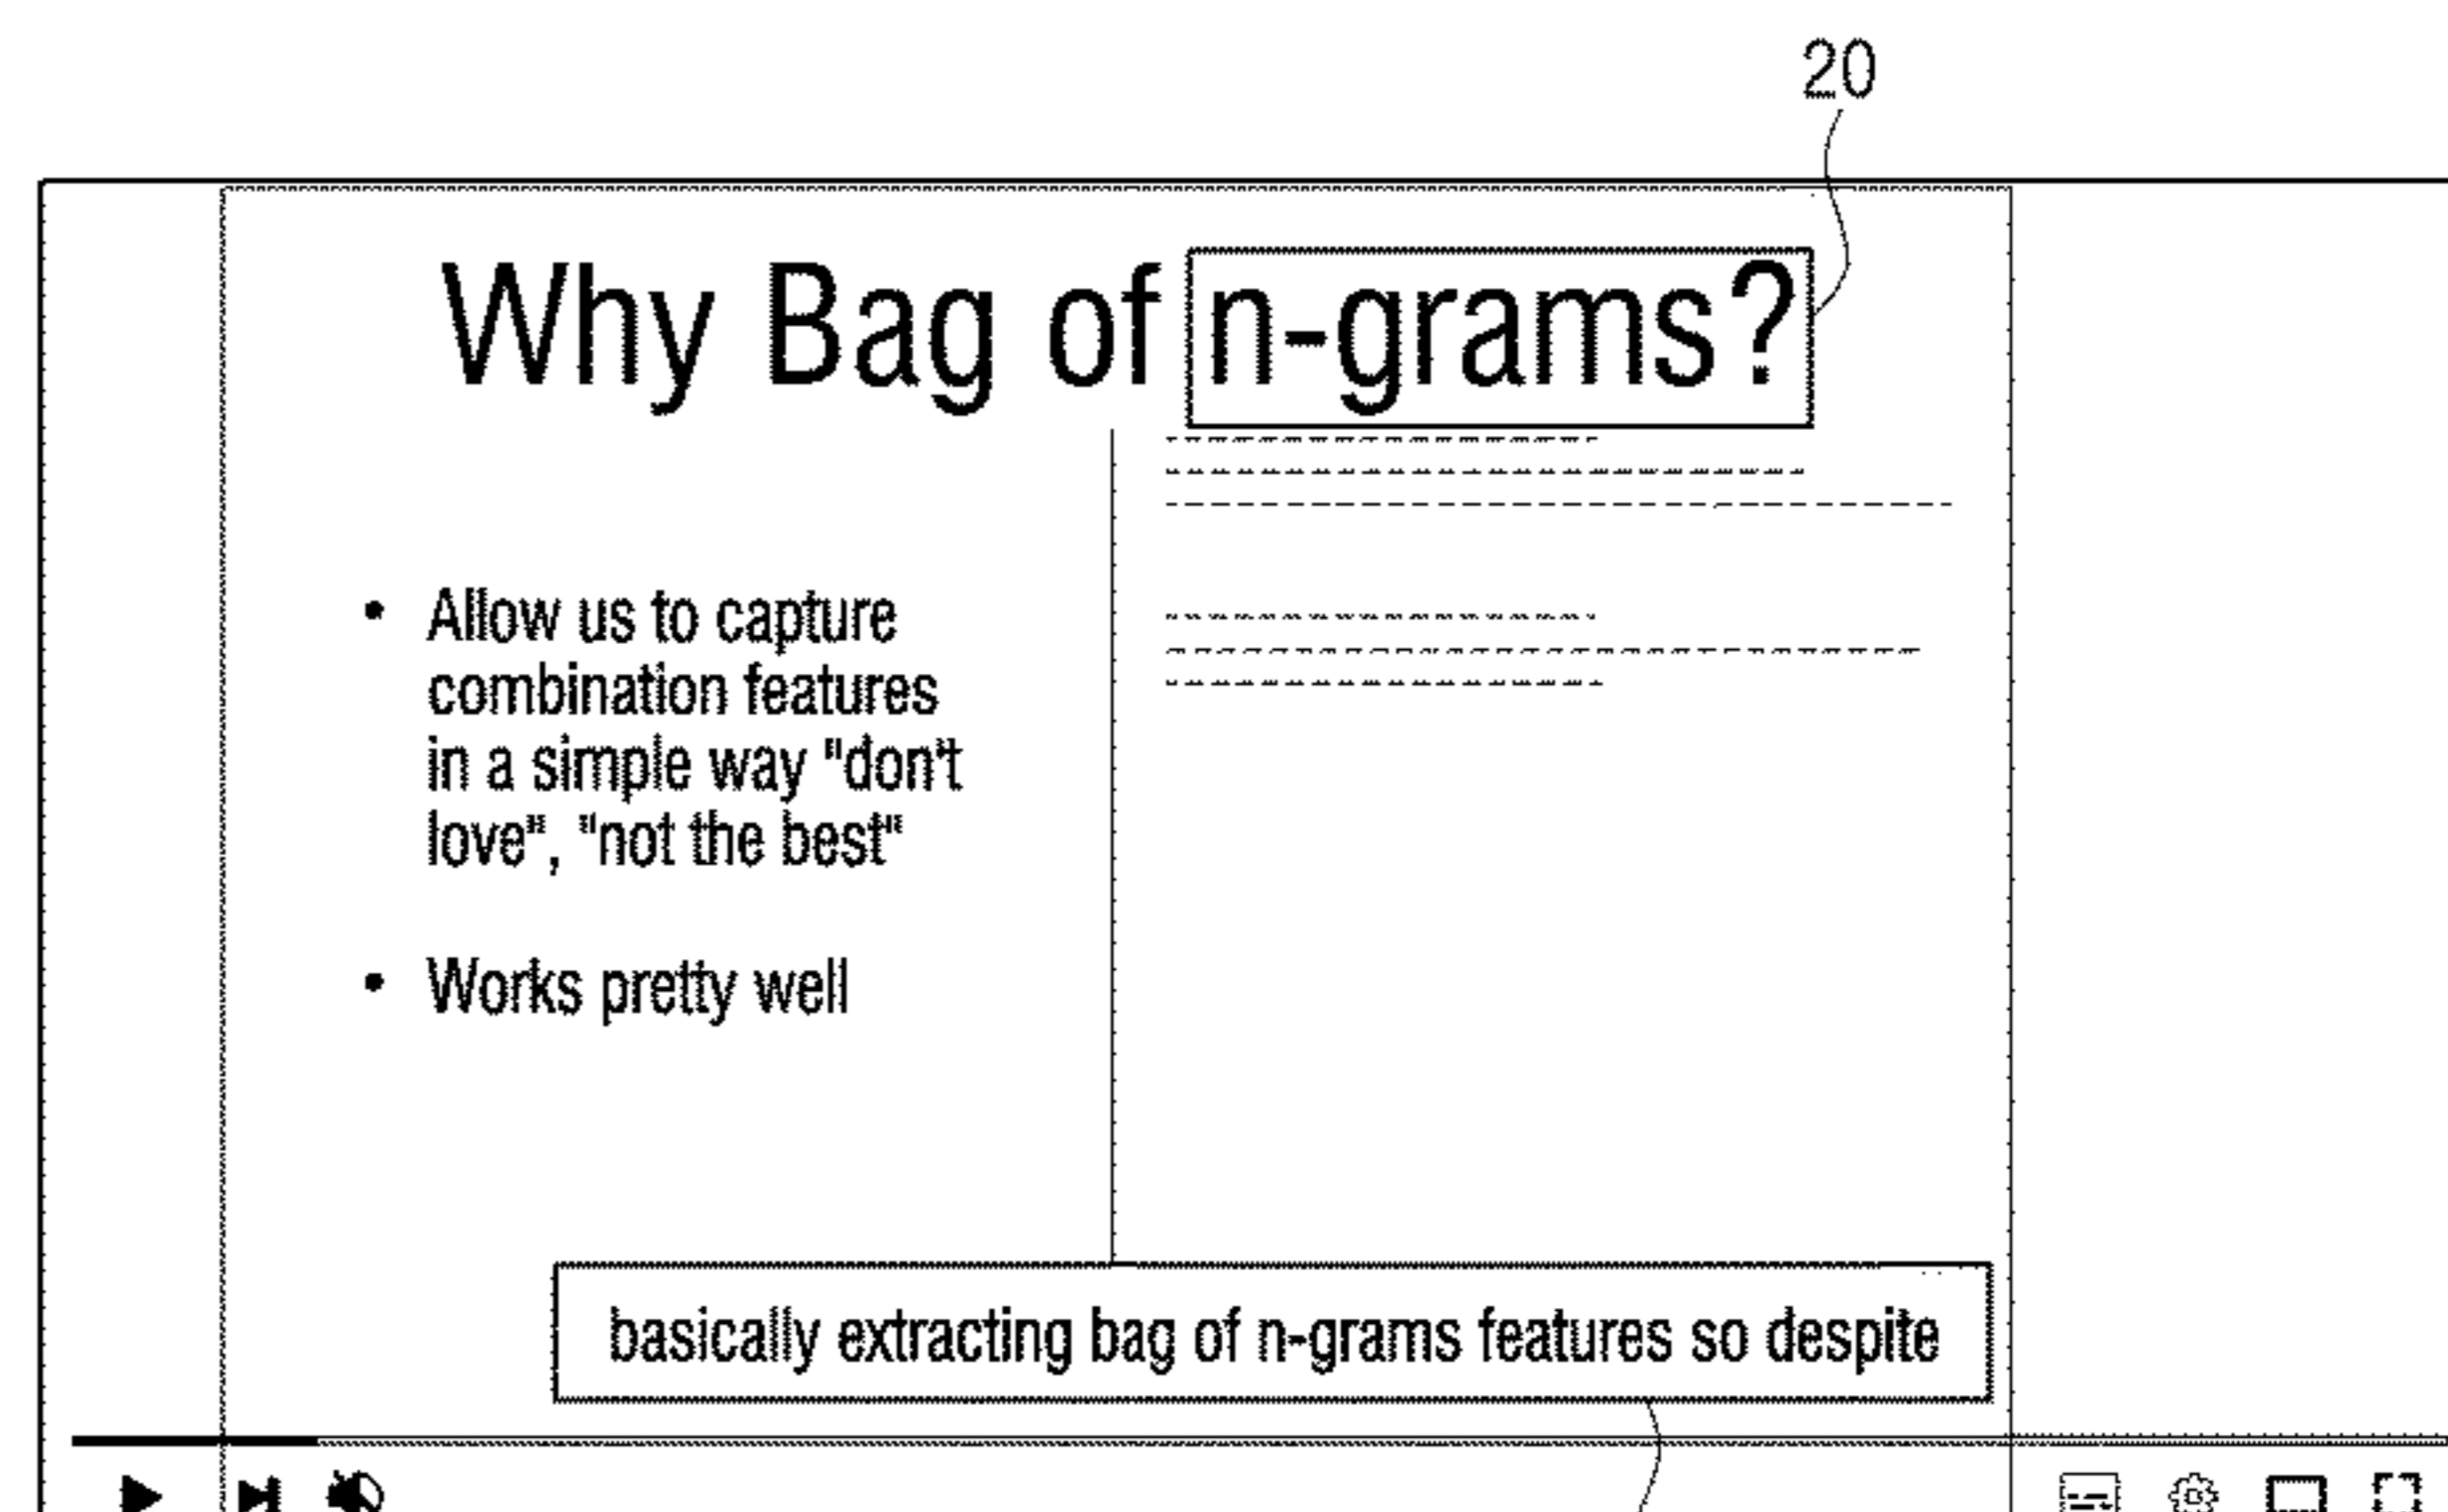 20
Why Bag of n-grams?
• Allow us to capture
combination features
in a simple way "don't
love", "not the best"
• Works pretty well
basically extracting bag of n-grams features so despite